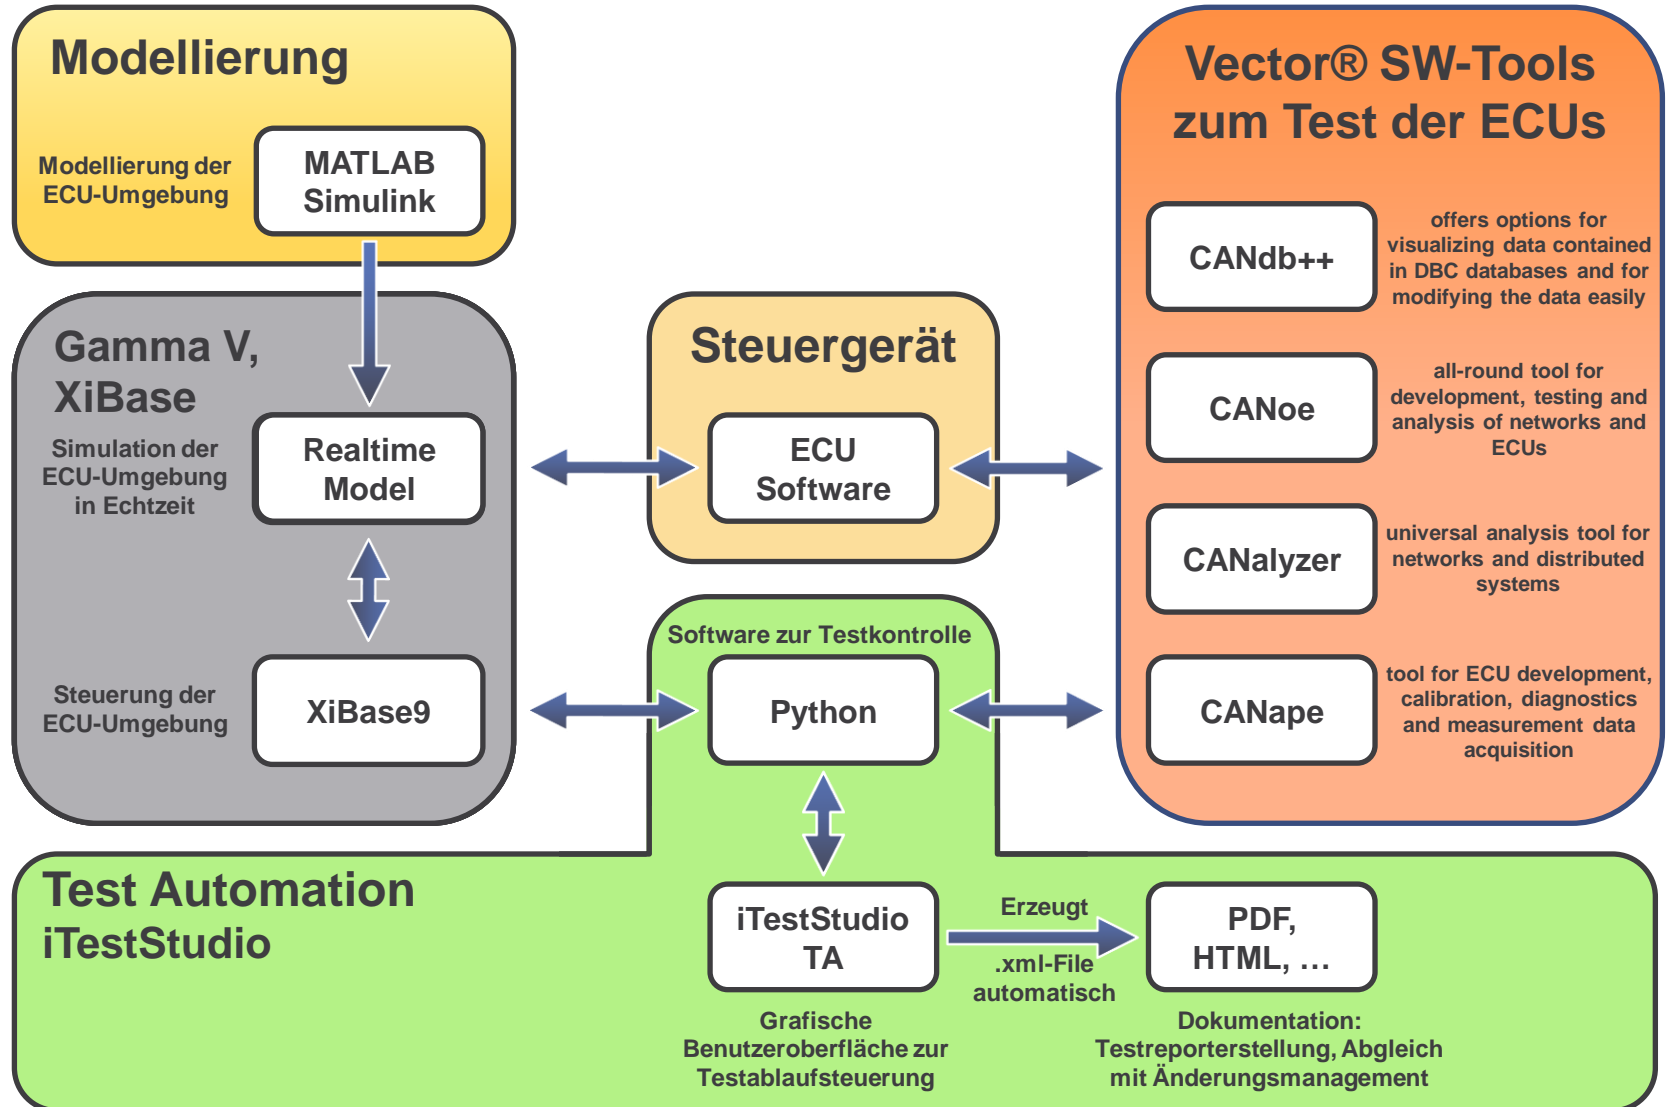 Modellierung
Modellierung der
ECU-Umgebung
MATLAB
Simulink
Gamma V,
XiBase
Simulation der
ECU-Umgebung
in Echtzeit
Realtime
Model
Steuerung der
ECU-Umgebung
XiBase9
Steuergerät
ECU
Software
Software zur Testkontrolle
Python
Vector® SW-Tools
zum Test der ECUs
CANdb++
offers options for
visualizing data contained
in DBC databases and for
modifying the data easily
CANoe
all-round tool for
development, testing and
analysis of networks and
ECUs
CANalyzer
universal analysis tool for
networks and distributed
systems
CANape
tool for ECU development,
calibration, diagnostics
and measurement data
acquisition
Test Automation
iTestStudio
iTestStudio
TA
Grafische
Benutzeroberfläche zur
Testablaufsteuerung
Erzeugt
.xml-File
automatisch
PDF,
HTML, …
Dokumentation:
Testreporterstellung, Abgleich
mit Änderungsmanagement